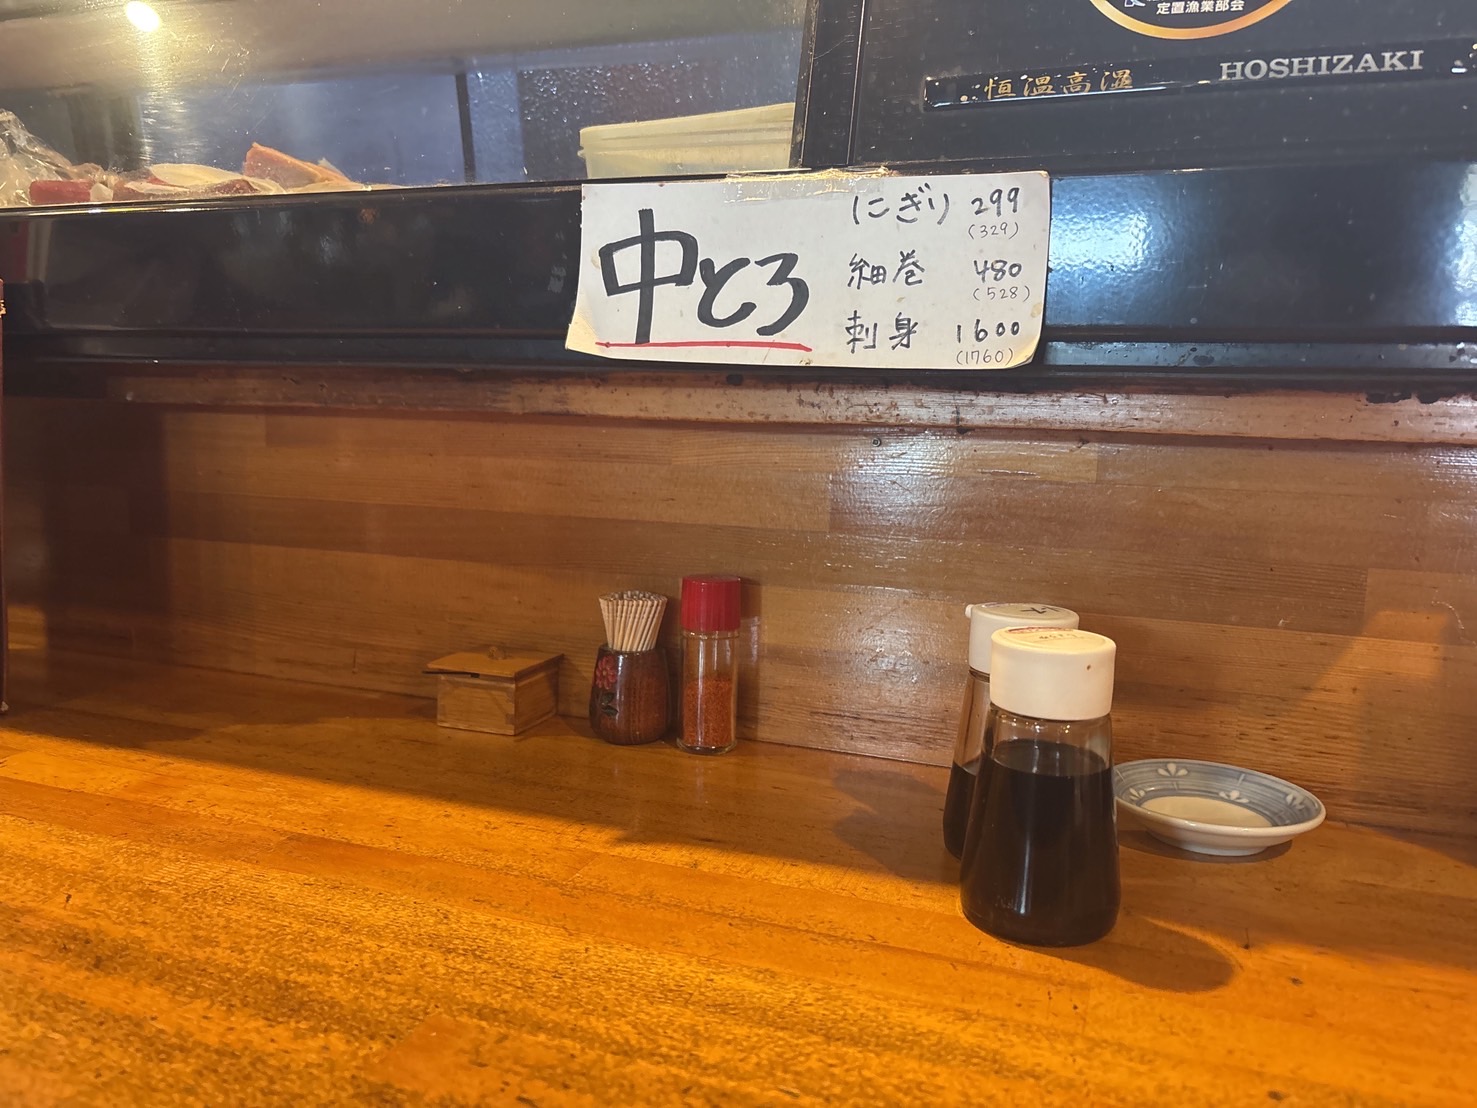 定置漁業部会
恒温高湿
HOSHIZAKI
中とろ
にぎり 299
(329)
細巻 480
(528)
刺身 1600
(1760)